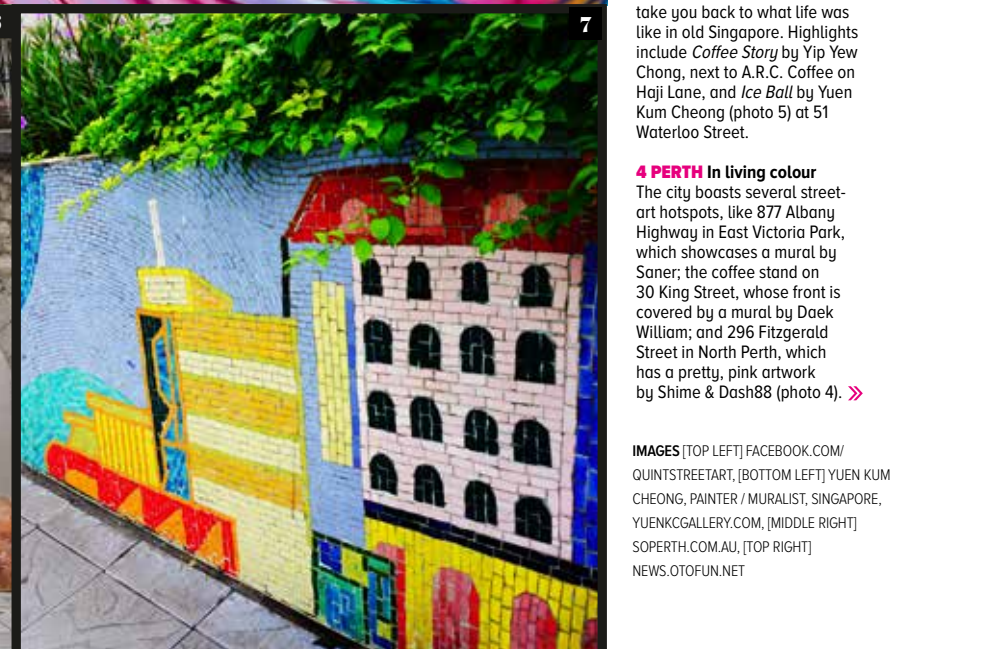 7
take you back to what life was
like in old Singapore. Highlights
include Coffee Story by Yip Yew
Chong, next to A.R.C. Coffee on
Haji Lane, and Ice Ball by Yuen
Kum Cheong (photo 5) at 51
Waterloo Street.
4 PERTH In living colour
The city boasts several street-
art hotspots, like 877 Albany
Highway in East Victoria Park,
which showcases a mural by
Saner; the coffee stand on
30 King Street, whose front is
covered by a mural by Daek
William; and 296 Fitzgerald
Street in North Perth, which
has a pretty, pink artwork
by Shime & Dash88 (photo 4).
IMAGES [TOP LEFT] FACEBOOK.COM/
QUINTSTREETART, [BOTTOM LEFT] YUEN KUM
CHEONG, PAINTER / MURALIST, SINGAPORE,
YUENKCGALLERY.COM, [MIDDLE RIGHT]
SOPERTH.COM.AU, [TOP RIGHT]
NEWS.OTOFUN.NET